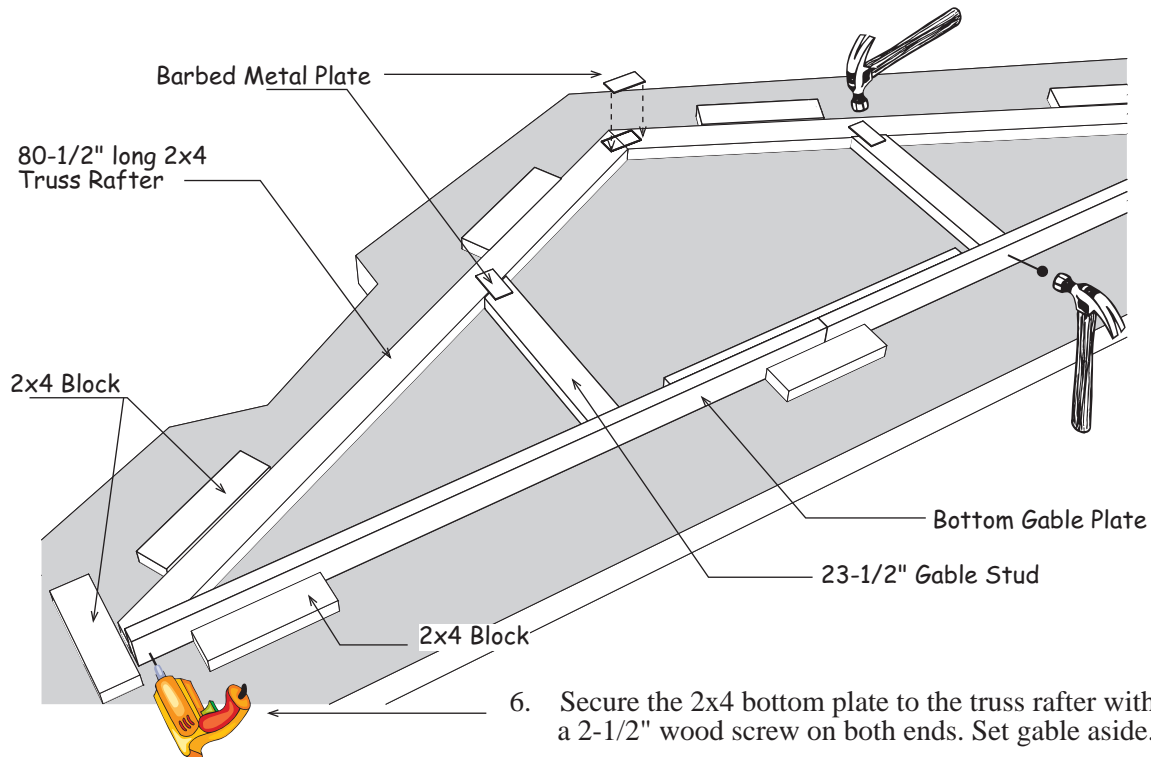 Barbed Metal Plate
80-1/2" long 2x4
Truss Rafter
2x4 Block
Bottom Gable Plate
23-1/2" Gable Stud
2x4 Block
6. Secure the 2x4 bottom plate to the truss rafter with
a 2-1/2" wood screw on both ends. Set gable aside.